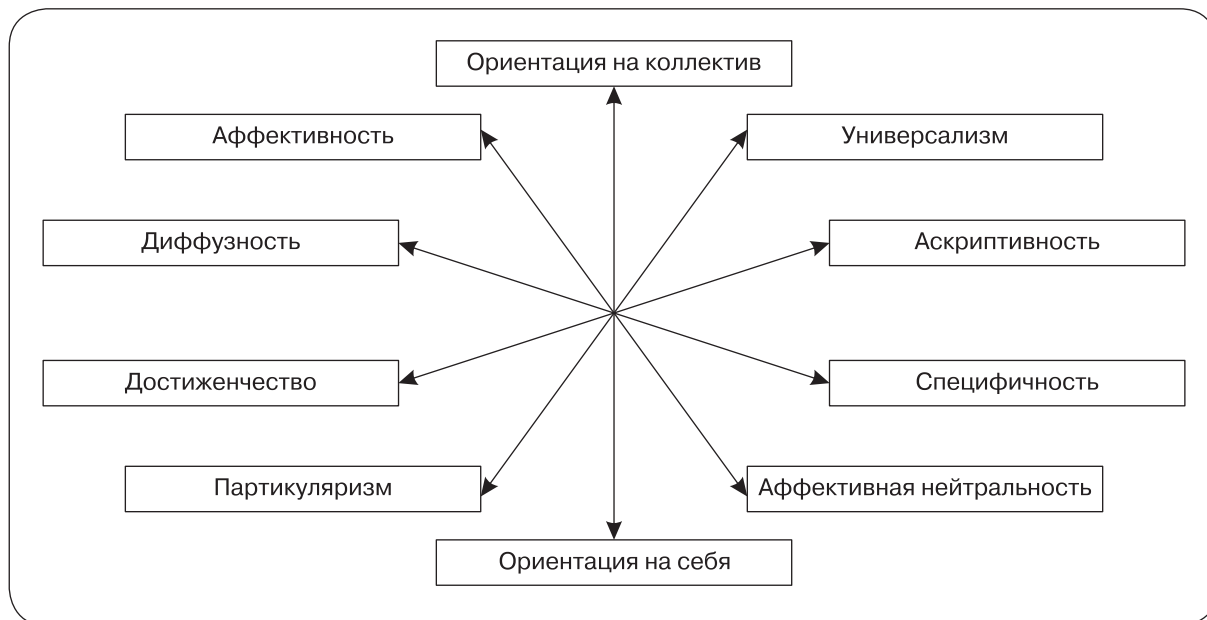 Ориентация на коллектив
Аффективность
Универсализм
Диффузность
Аскриптивность
Достиженчество
Специфичность
Партикуляризм
Аффективная нейтральность
Ориентация на себя